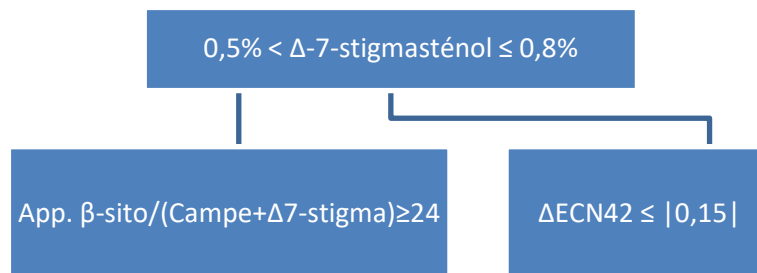 0,5% < Δ-7-stigmasténol ≤ 0,8%
App. β-sito/(Campe+Δ7-stigma)≥24
ΔECN42 ≤ |0,15|